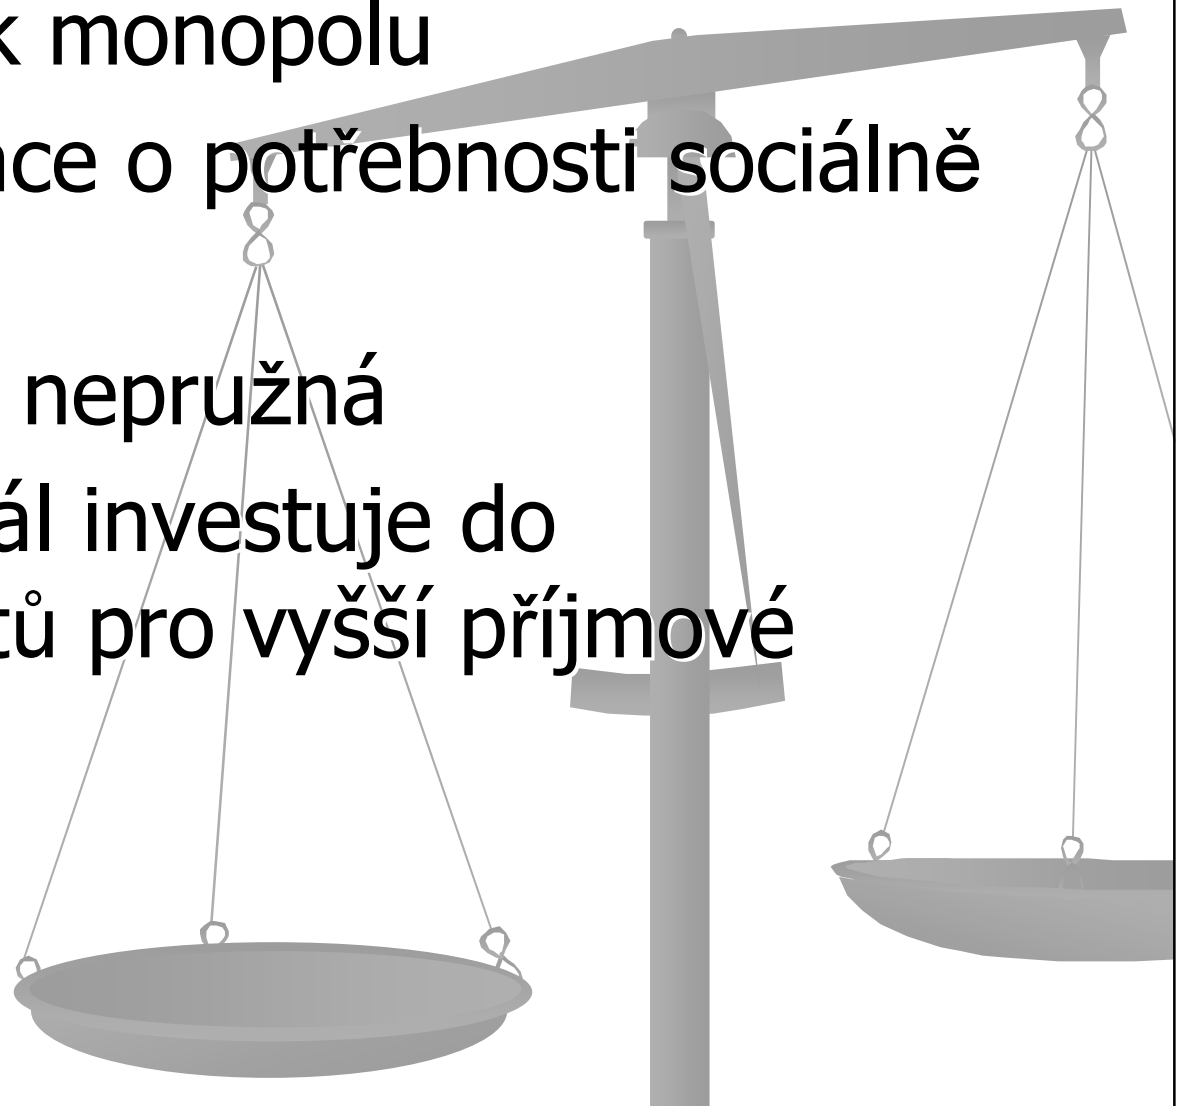 k monopolu
nce o potřebnosti sociálně
nepružná
ál investuje do
tů pro vyšší příjmové